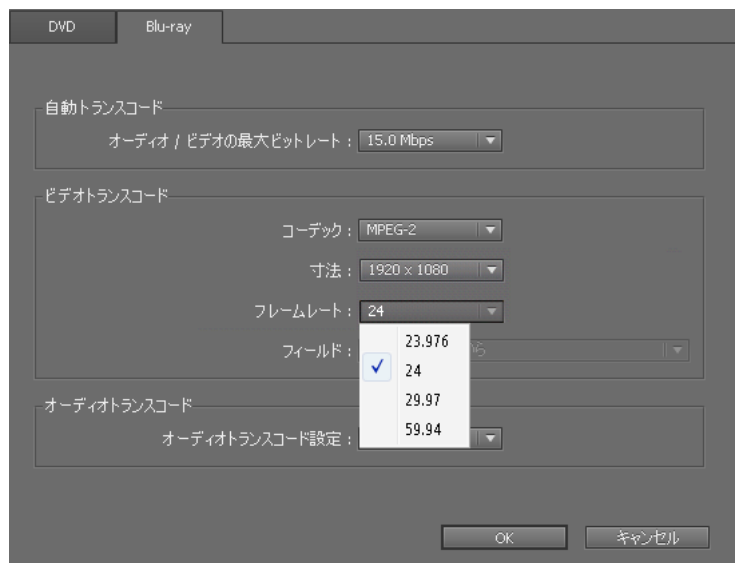 DVD Blu-ray
自動トランスコード
オーディオ / ビデオの最大ビットレート : 15.0 Mbps
ビデオトランスコード
コーデック : MPEG-2
寸法 : 1920 x 1080
フレームレート : 24
23.976
フィールド : ら
24
29.97
59.94
オーディオトランスコード
オーディオトランスコード設定 :
OK キャンセル